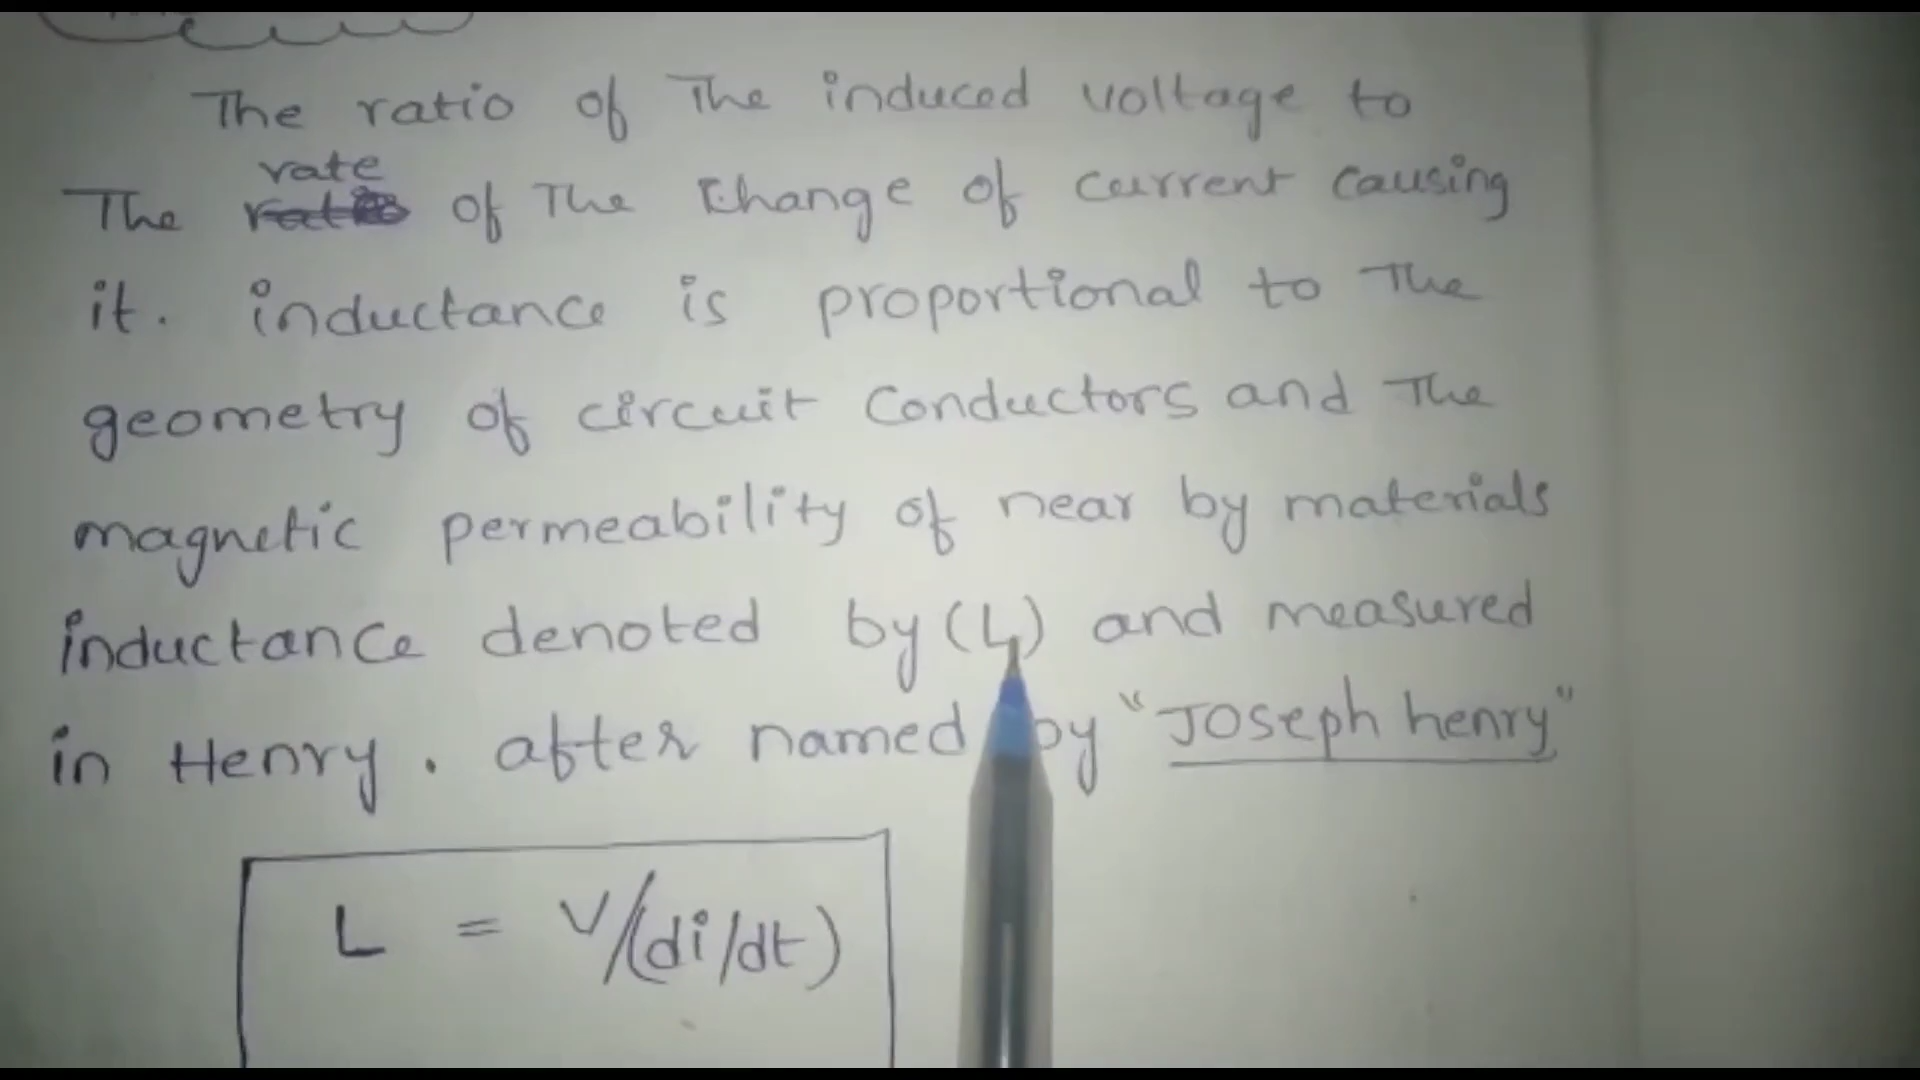 The ratio of The induced voltage to
rate
The of The change of current causing
it. inductance is proportional to The
geometry of circuit Conductors and The
magnetic permeability of near by materials
inductance denoted by (L) and measured
in Henry. after named by "Joseph henry"
L = V/(di/dt)